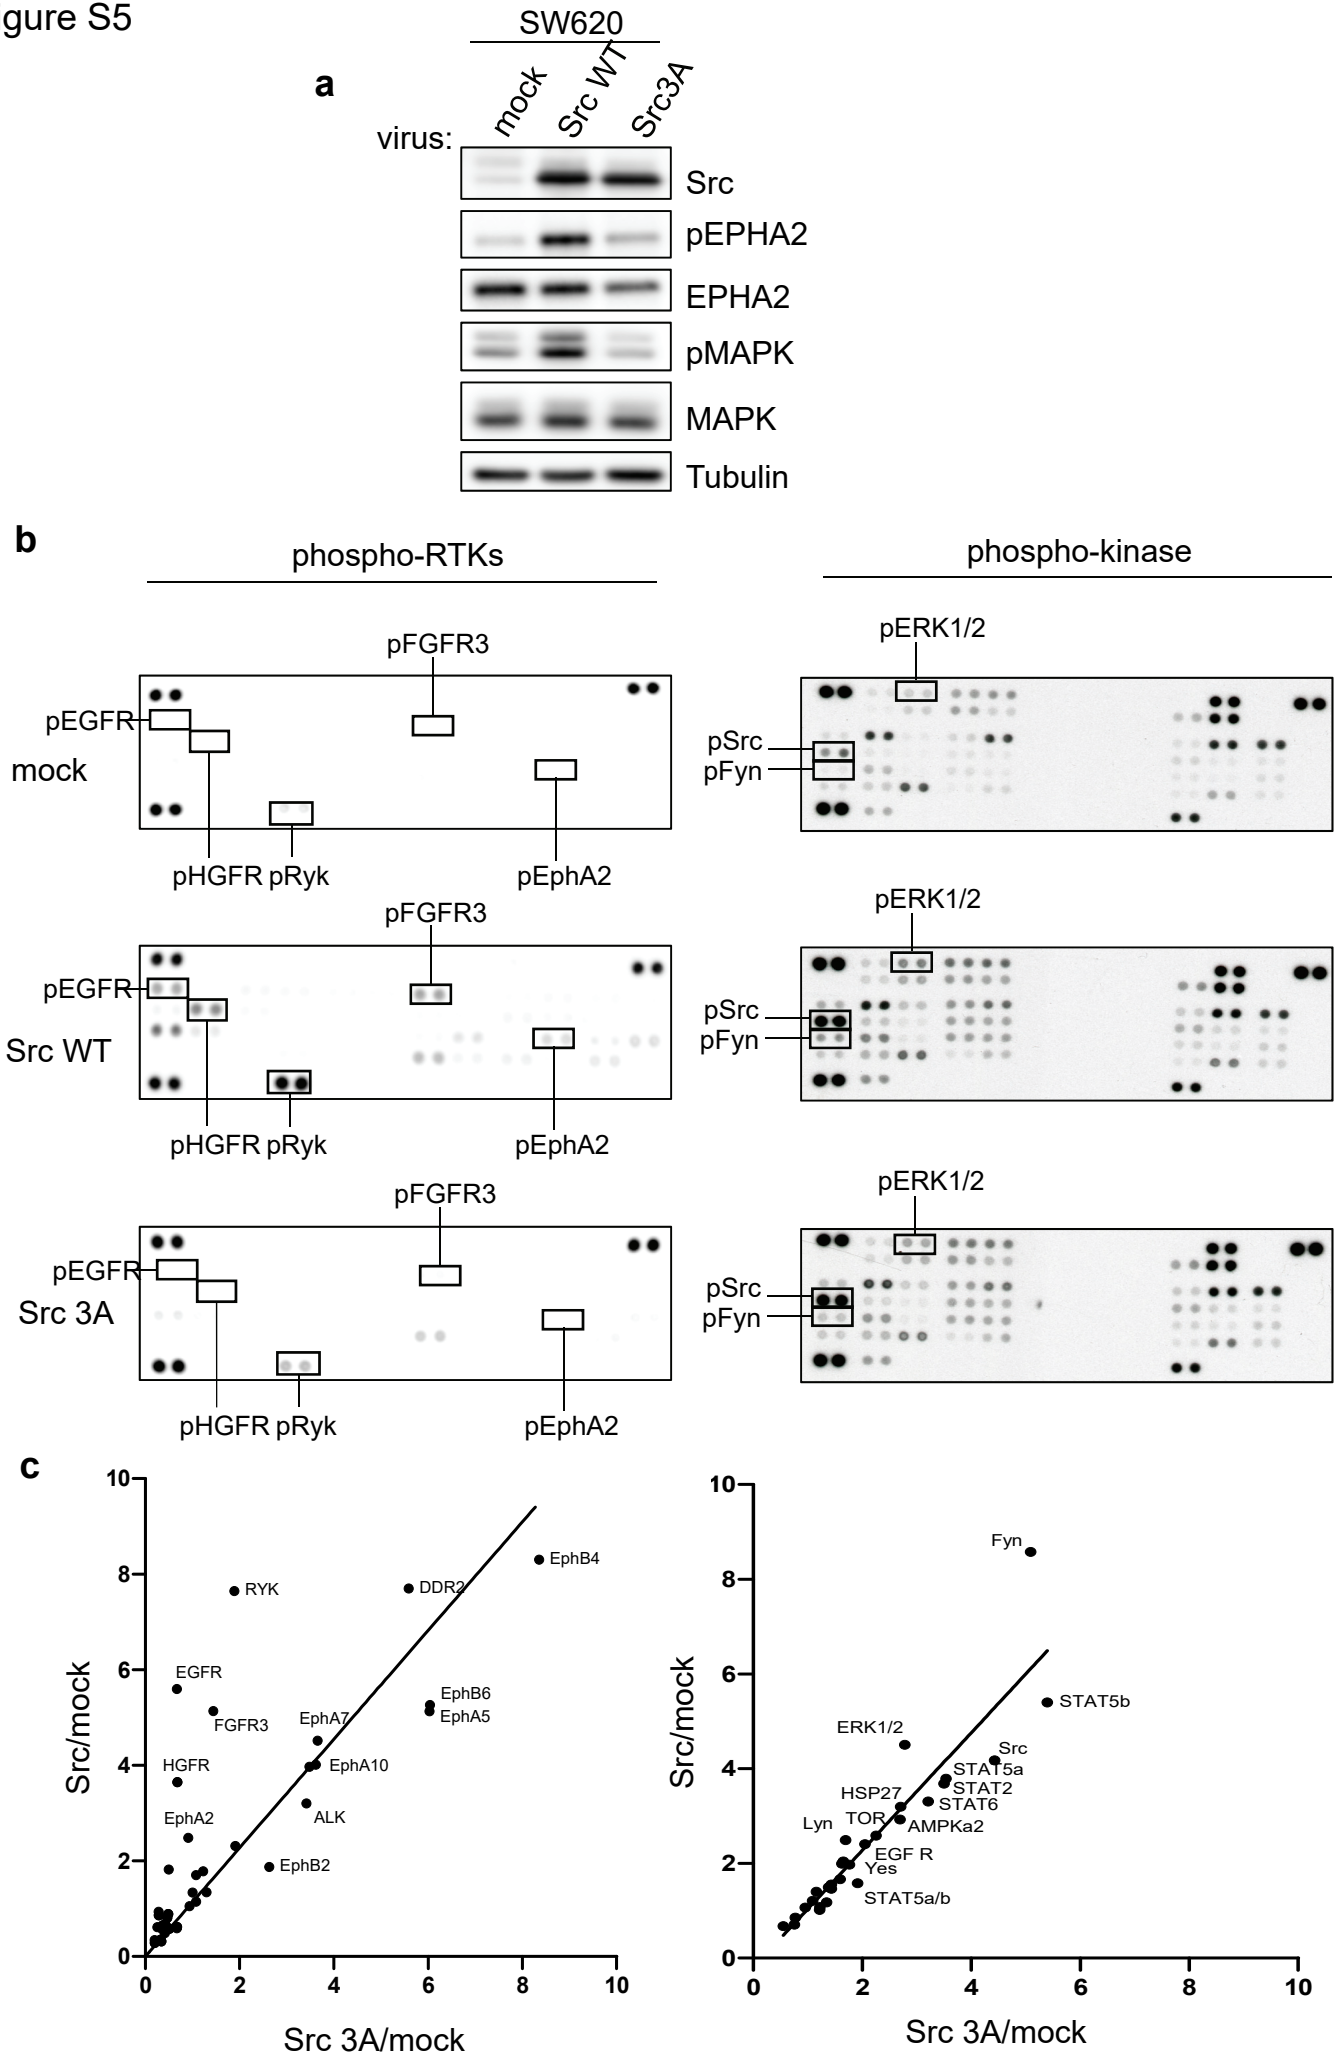 gure S5
SW620
a
virus:
mock
Src WT
Src3A
Src
pEPHA2
EPHA2
pMAPK
MAPK
Tubulin
b
phospho-RTKs
phospho-kinase
pFGFR3
pERK1/2
pEGFR
mock
pSrc
pFyn
pHGFR pRyk
pEphA2
pFGFR3
pERK1/2
pEGFR
Src WT
pSrc
pFyn
pHGFR pRyk
pEphA2
pFGFR3
pERK1/2
pEGFR
Src 3A
pSrc
pFyn
pHGFR pRyk
pEphA2
c
10
8
6
4
2
0
Src/mock
EphB4
RYK
DDR2
EGFR
EphB6
FGFR3
EphA5
EphA7
HGFR
EphA10
EphA2
ALK
EphB2
0 2 4 6 8 10
Src 3A/mock
10
8
6
4
2
0
Src/mock
Fyn
STAT5b
ERK1/2
Src
STAT5a
STAT2
HSP27
STAT6
Lyn
TOR
AMPKa2
EGF R
Yes
STAT5a/b
0 2 4 6 8 10
Src 3A/mock